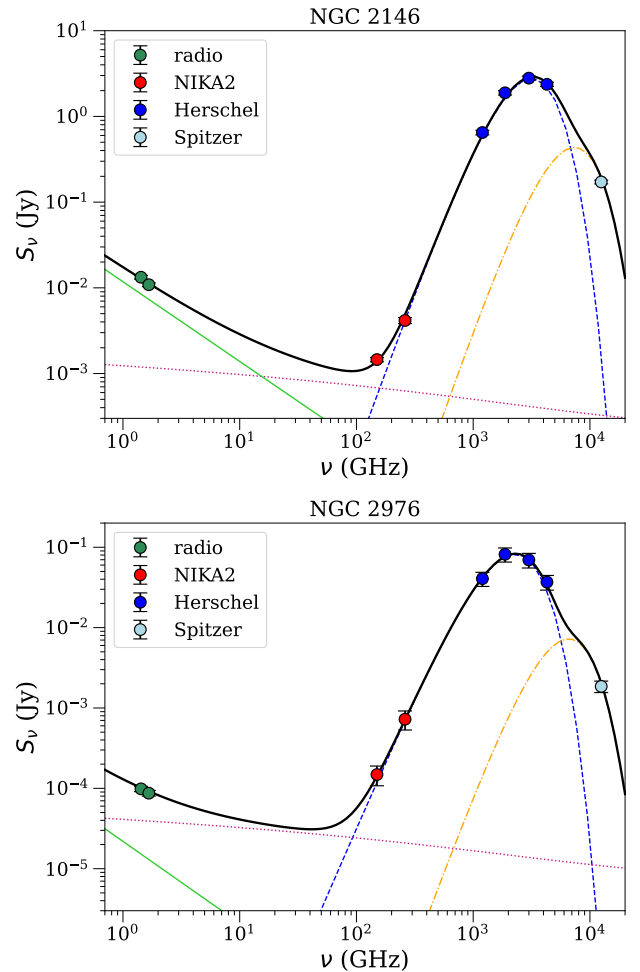 NGC 2146
10¹
10⁰
10⁻¹
10⁻²
10⁻³
S_ν (Jy)
radio
NIKA2
Herschel
Spitzer
10⁰ 10¹ 10² 10³ 10⁴
ν (GHz)
NGC 2976
10⁻¹
10⁻²
10⁻³
10⁻⁴
10⁻⁵
S_ν (Jy)
radio
NIKA2
Herschel
Spitzer
10⁰ 10¹ 10² 10³ 10⁴
ν (GHz)